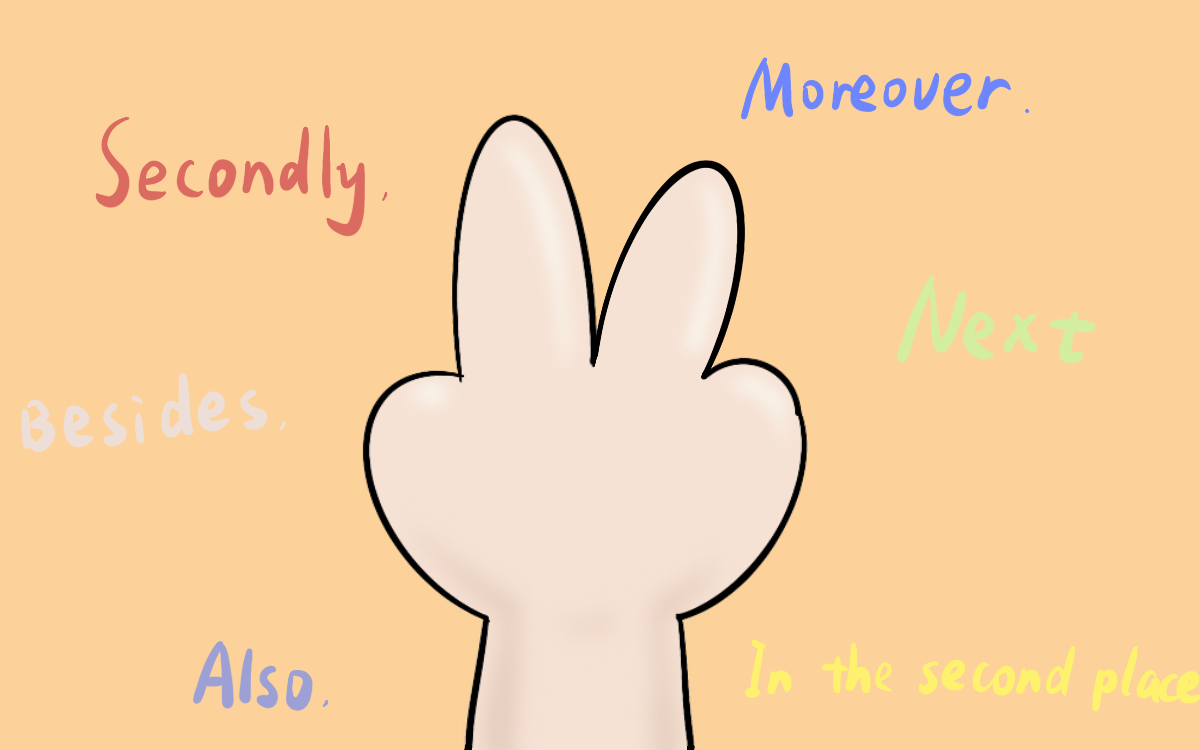 Moreover.
Secondly,
Next
Besides,
Also.
In the second place